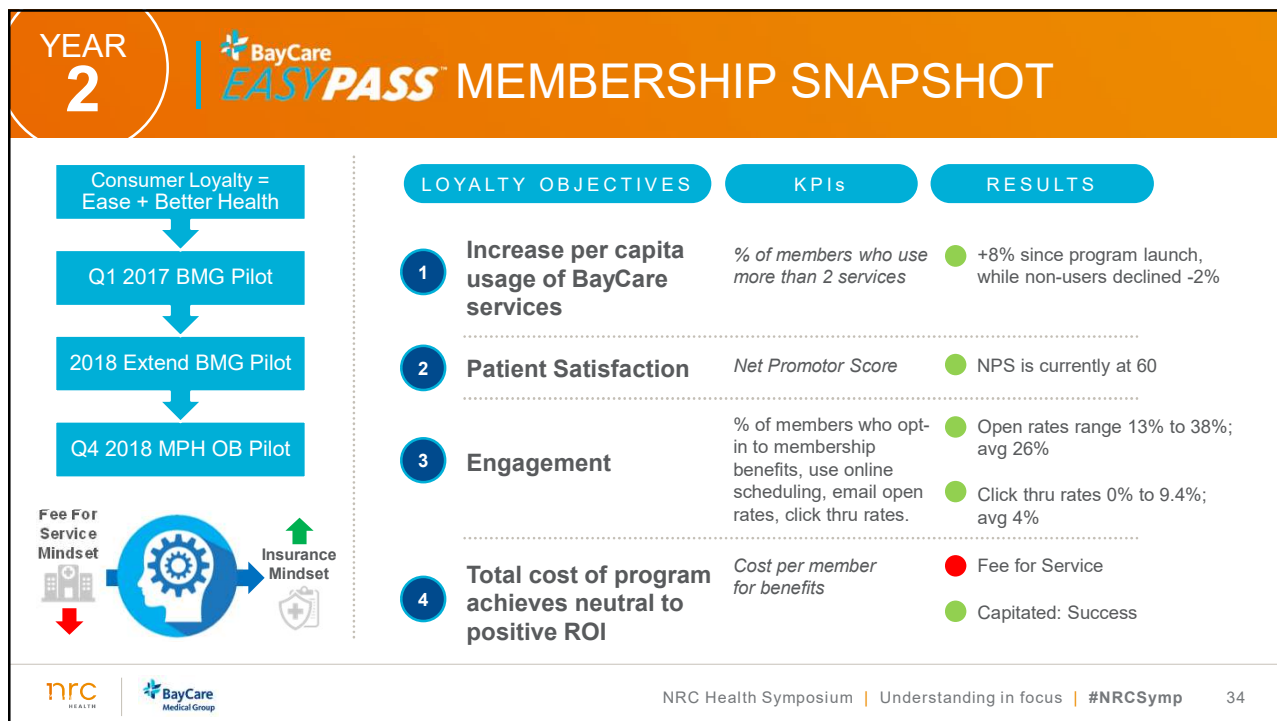 YEAR
2
BayCare
EASYPASS™ MEMBERSHIP SNAPSHOT
Consumer Loyalty =
Ease + Better Health
Q1 2017 BMG Pilot
2018 Extend BMG Pilot
Q4 2018 MPH OB Pilot
Fee For
Service
Mindset
Insurance
Mindset
LOYALTY OBJECTIVES
KPIs
RESULTS
1
Increase per capita
usage of BayCare
services
% of members who use
more than 2 services
+8% since program launch,
while non-users declined -2%
2
Patient Satisfaction
Net Promotor Score
NPS is currently at 60
3
Engagement
% of members who opt-
in to membership
benefits, use online
scheduling, email open
rates, click thru rates.
Open rates range 13% to 38%;
avg 26%
Click thru rates 0% to 9.4%;
avg 4%
4
Total cost of program
achieves neutral to
positive ROI
Cost per member
for benefits
Fee for Service
Capitated: Success
nrc
HEALTH
BayCare
Medical Group
NRC Health Symposium | Understanding in focus | #NRCSymp 34